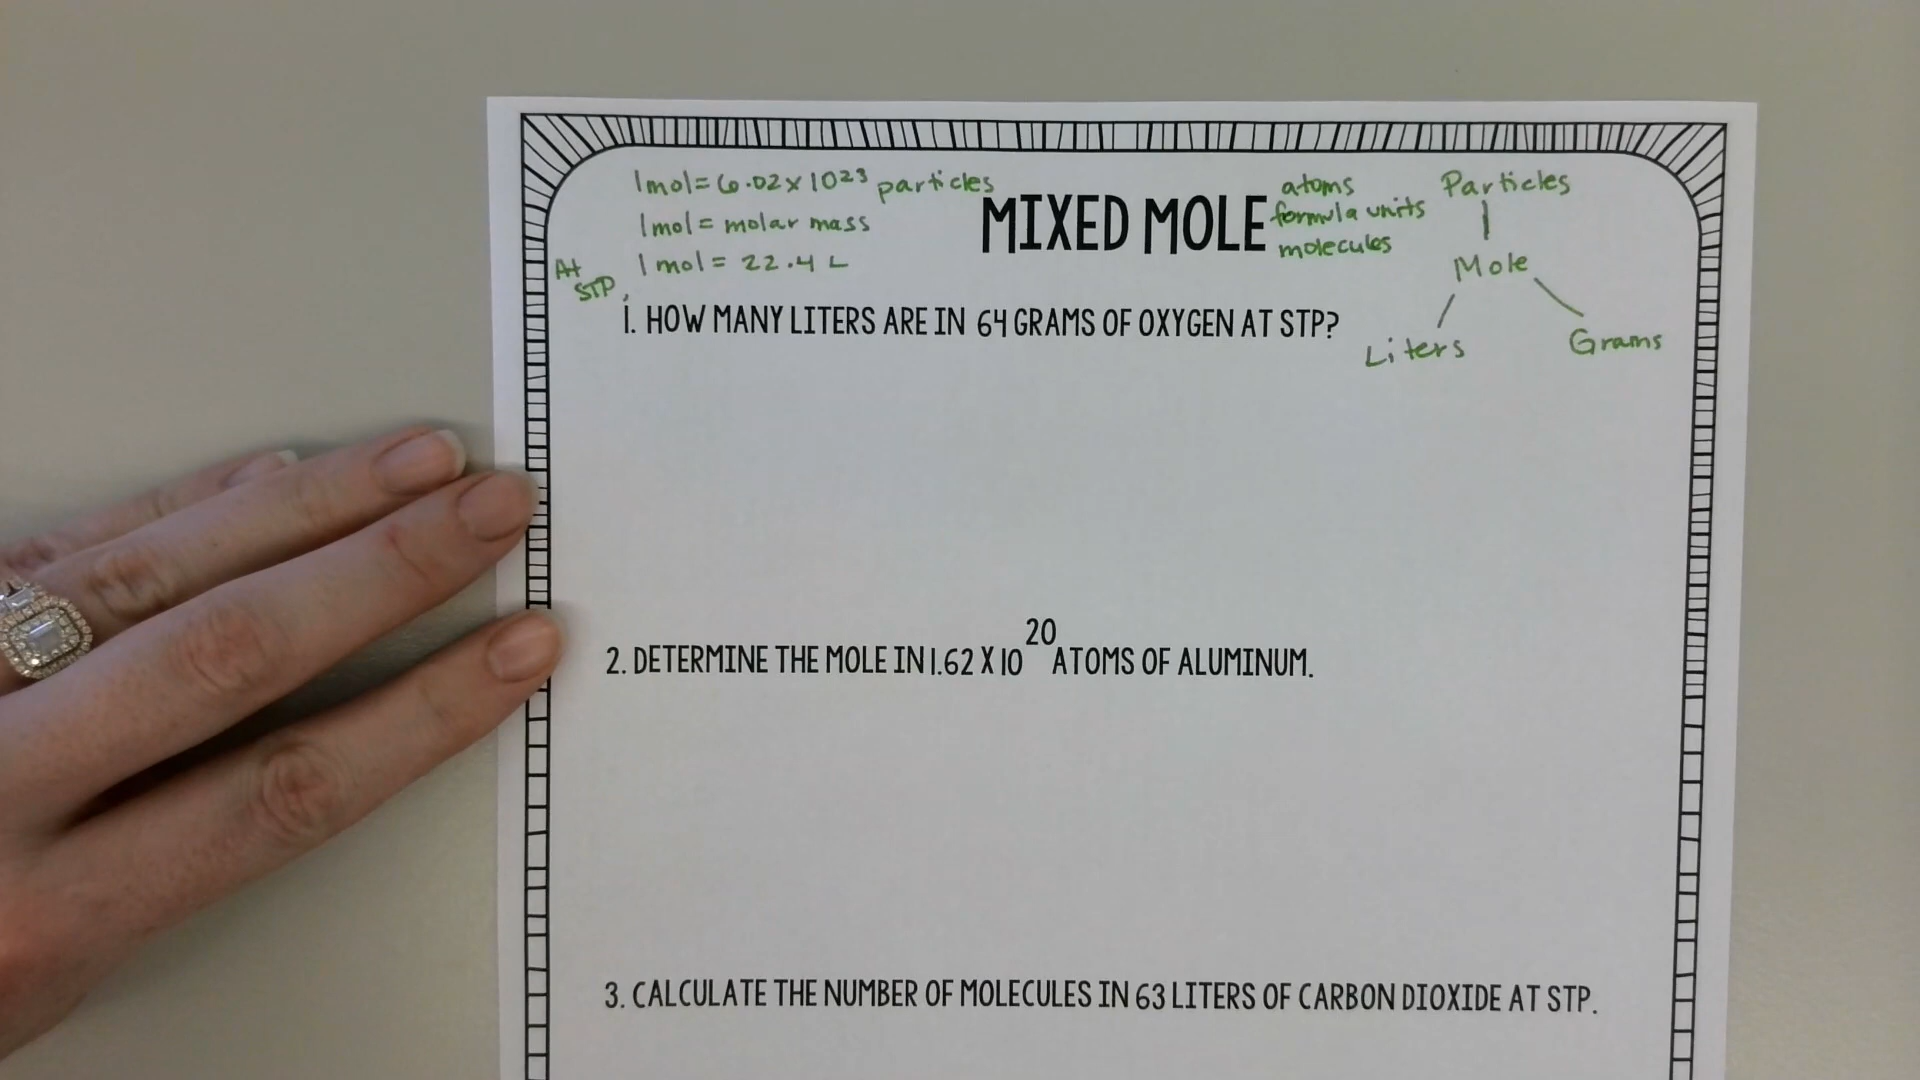 1mol = 6.02 x 10²³ particles
1mol = molar mass
At STP, 1 mol = 22.4 L
MIXED MOLE
atoms
formula units
molecules
Particles
Mole
Liters
Grams
1. HOW MANY LITERS ARE IN 64 GRAMS OF OXYGEN AT STP?
2. DETERMINE THE MOLE IN 1.62 X 10²⁰ ATOMS OF ALUMINUM.
3. CALCULATE THE NUMBER OF MOLECULES IN 63 LITERS OF CARBON DIOXIDE AT STP.